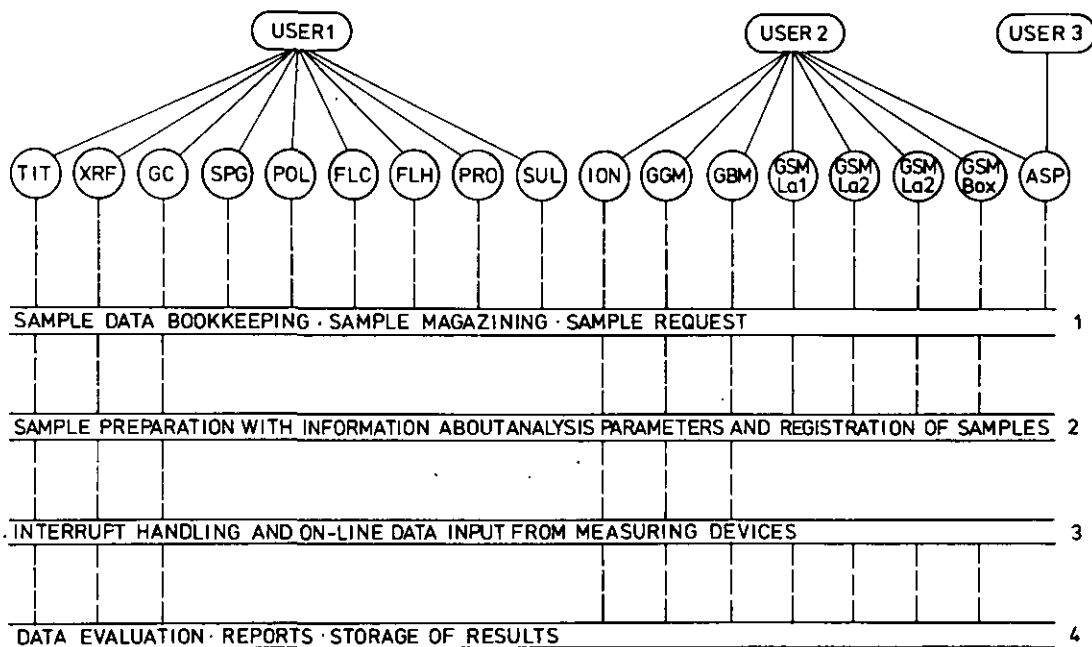 USER1 USER 2 USER 3
TIT XRF GC SPG POL FLC FLH PRO SUL ION GGM GBM GSM La1 GSM La2 GSM La2 GSM Box ASP
SAMPLE DATA BOOKKEEPING · SAMPLE MAGAZINING · SAMPLE REQUEST 1
SAMPLE PREPARATION WITH INFORMATION ABOUT ANALYSIS PARAMETERS AND REGISTRATION OF SAMPLES 2
INTERRUPT HANDLING AND ON-LINE DATA INPUT FROM MEASURING DEVICES 3
DATA EVALUATION · REPORTS · STORAGE OF RESULTS 4